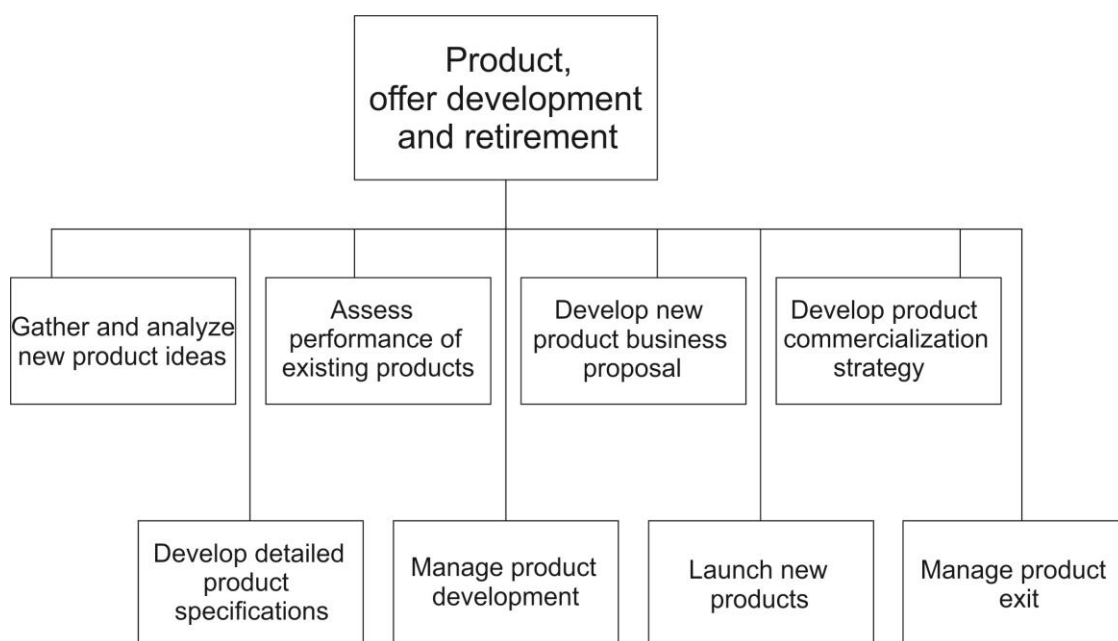 Product,
offer development
and retirement
Gather and analyze
new product ideas
Assess
performance of
existing products
Develop new
product business
proposal
Develop product
commercialization
strategy
Develop detailed
product
specifications
Manage product
development
Launch new
products
Manage product
exit